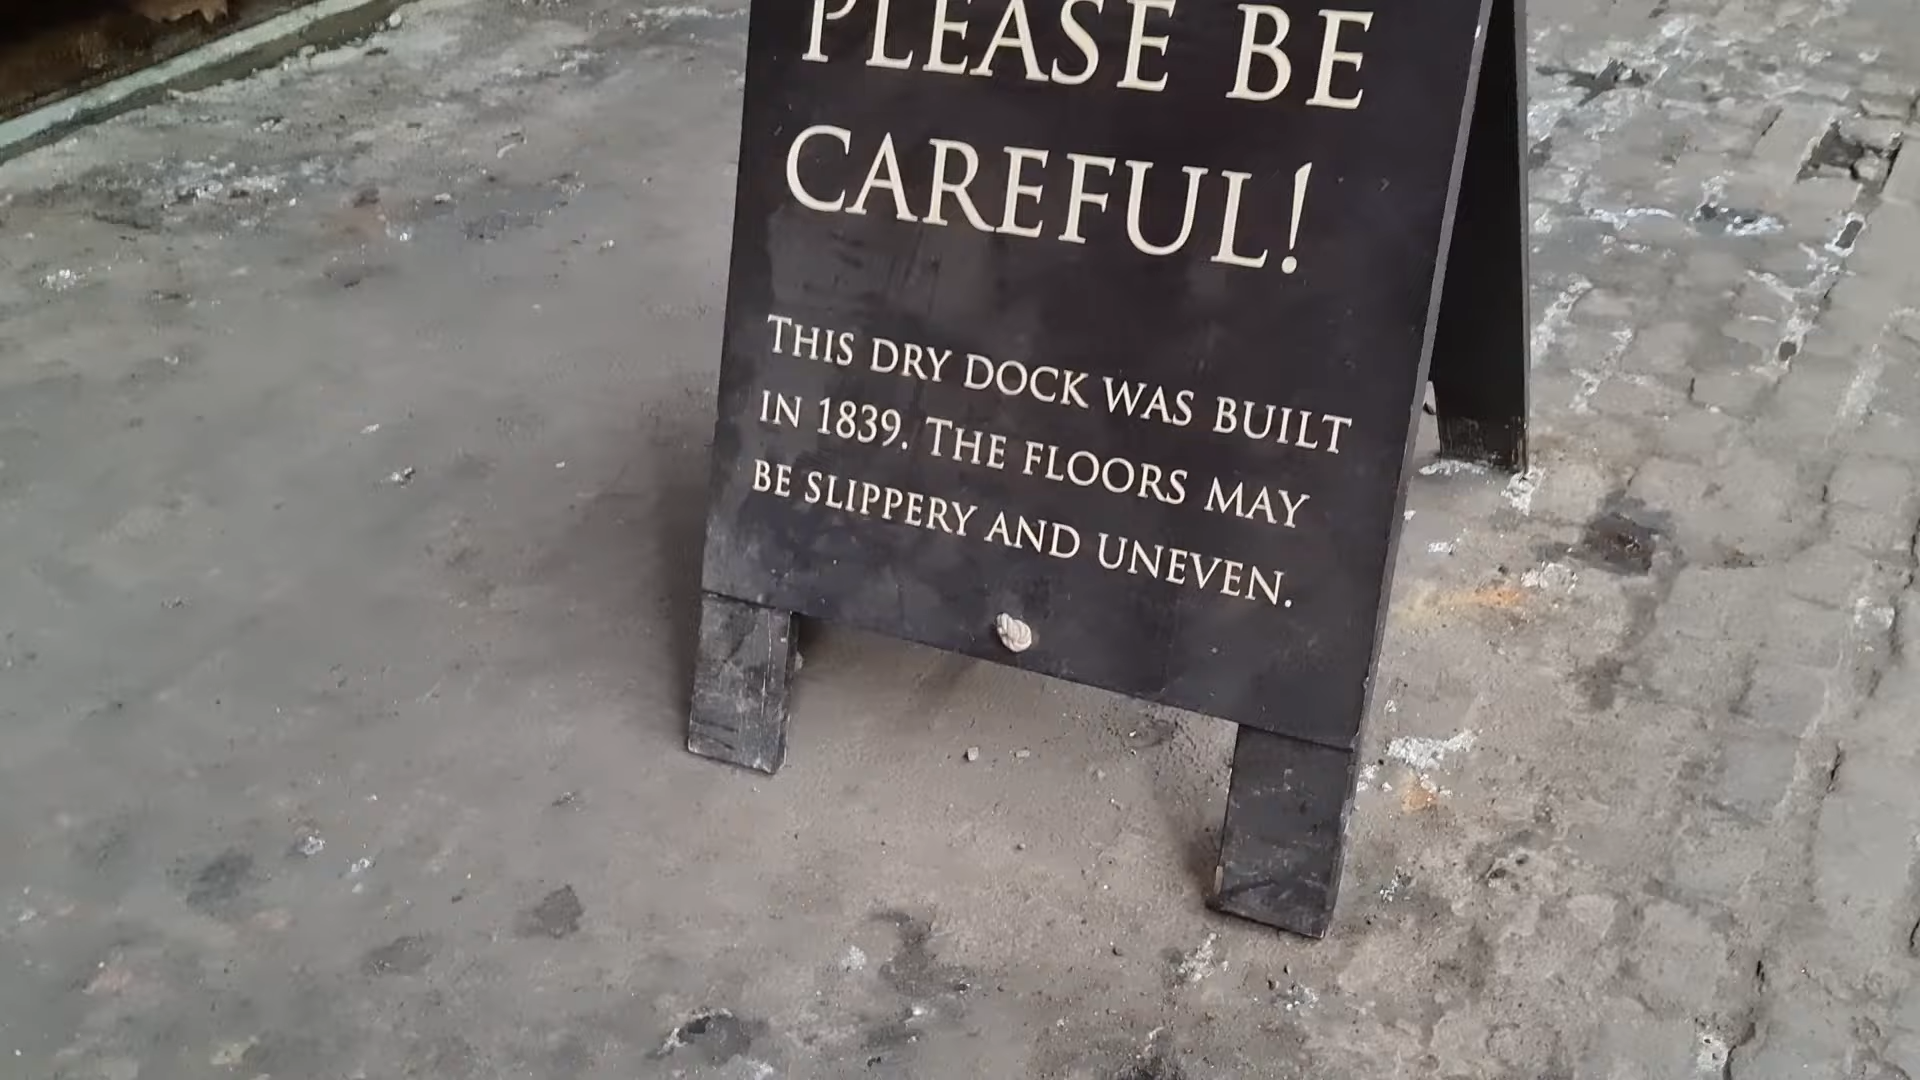 PLEASE BE
CAREFUL!
THIS DRY DOCK WAS BUILT
IN 1839. THE FLOORS MAY
BE SLIPPERY AND UNEVEN.